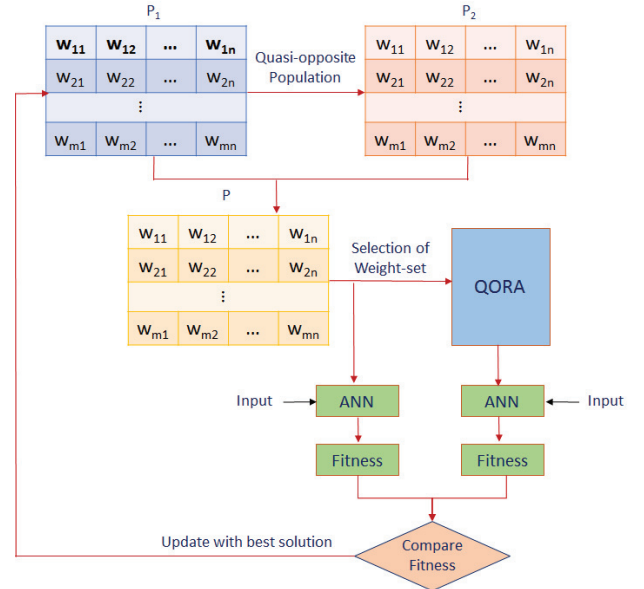 P1 P2
w11 w12 ... w1n
w21 w22 ... w2n
⋮
wm1 wm2 ... wmn
Quasi-opposite
Population
w11 w12 ... w1n
w21 w22 ... w2n
⋮
wm1 wm2 ... wmn
P
w11 w12 ... w1n
w21 w22 ... w2n
⋮
wm1 wm2 ... wmn
Selection of
Weight-set
QORA
Input ANN ANN Input
Fitness Fitness
Update with best solution
Compare
Fitness